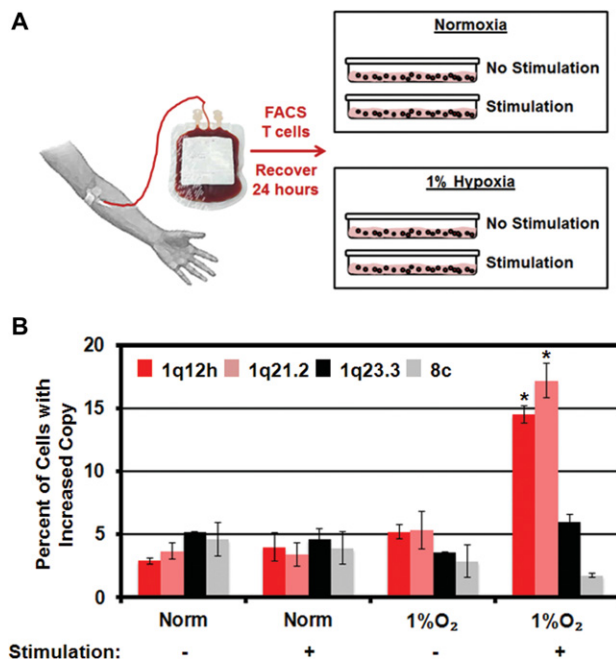 A
Normoxia
No Stimulation
Stimulation
FACS
T cells
Recover
24 hours
1% Hypoxia
No Stimulation
Stimulation
B
Percent of Cells with
Increased Copy
20
15
10
5
0
1q12h 1q21.2 1q23.3 8c
* *
Norm Norm 1%O₂ 1%O₂
Stimulation: - + - +